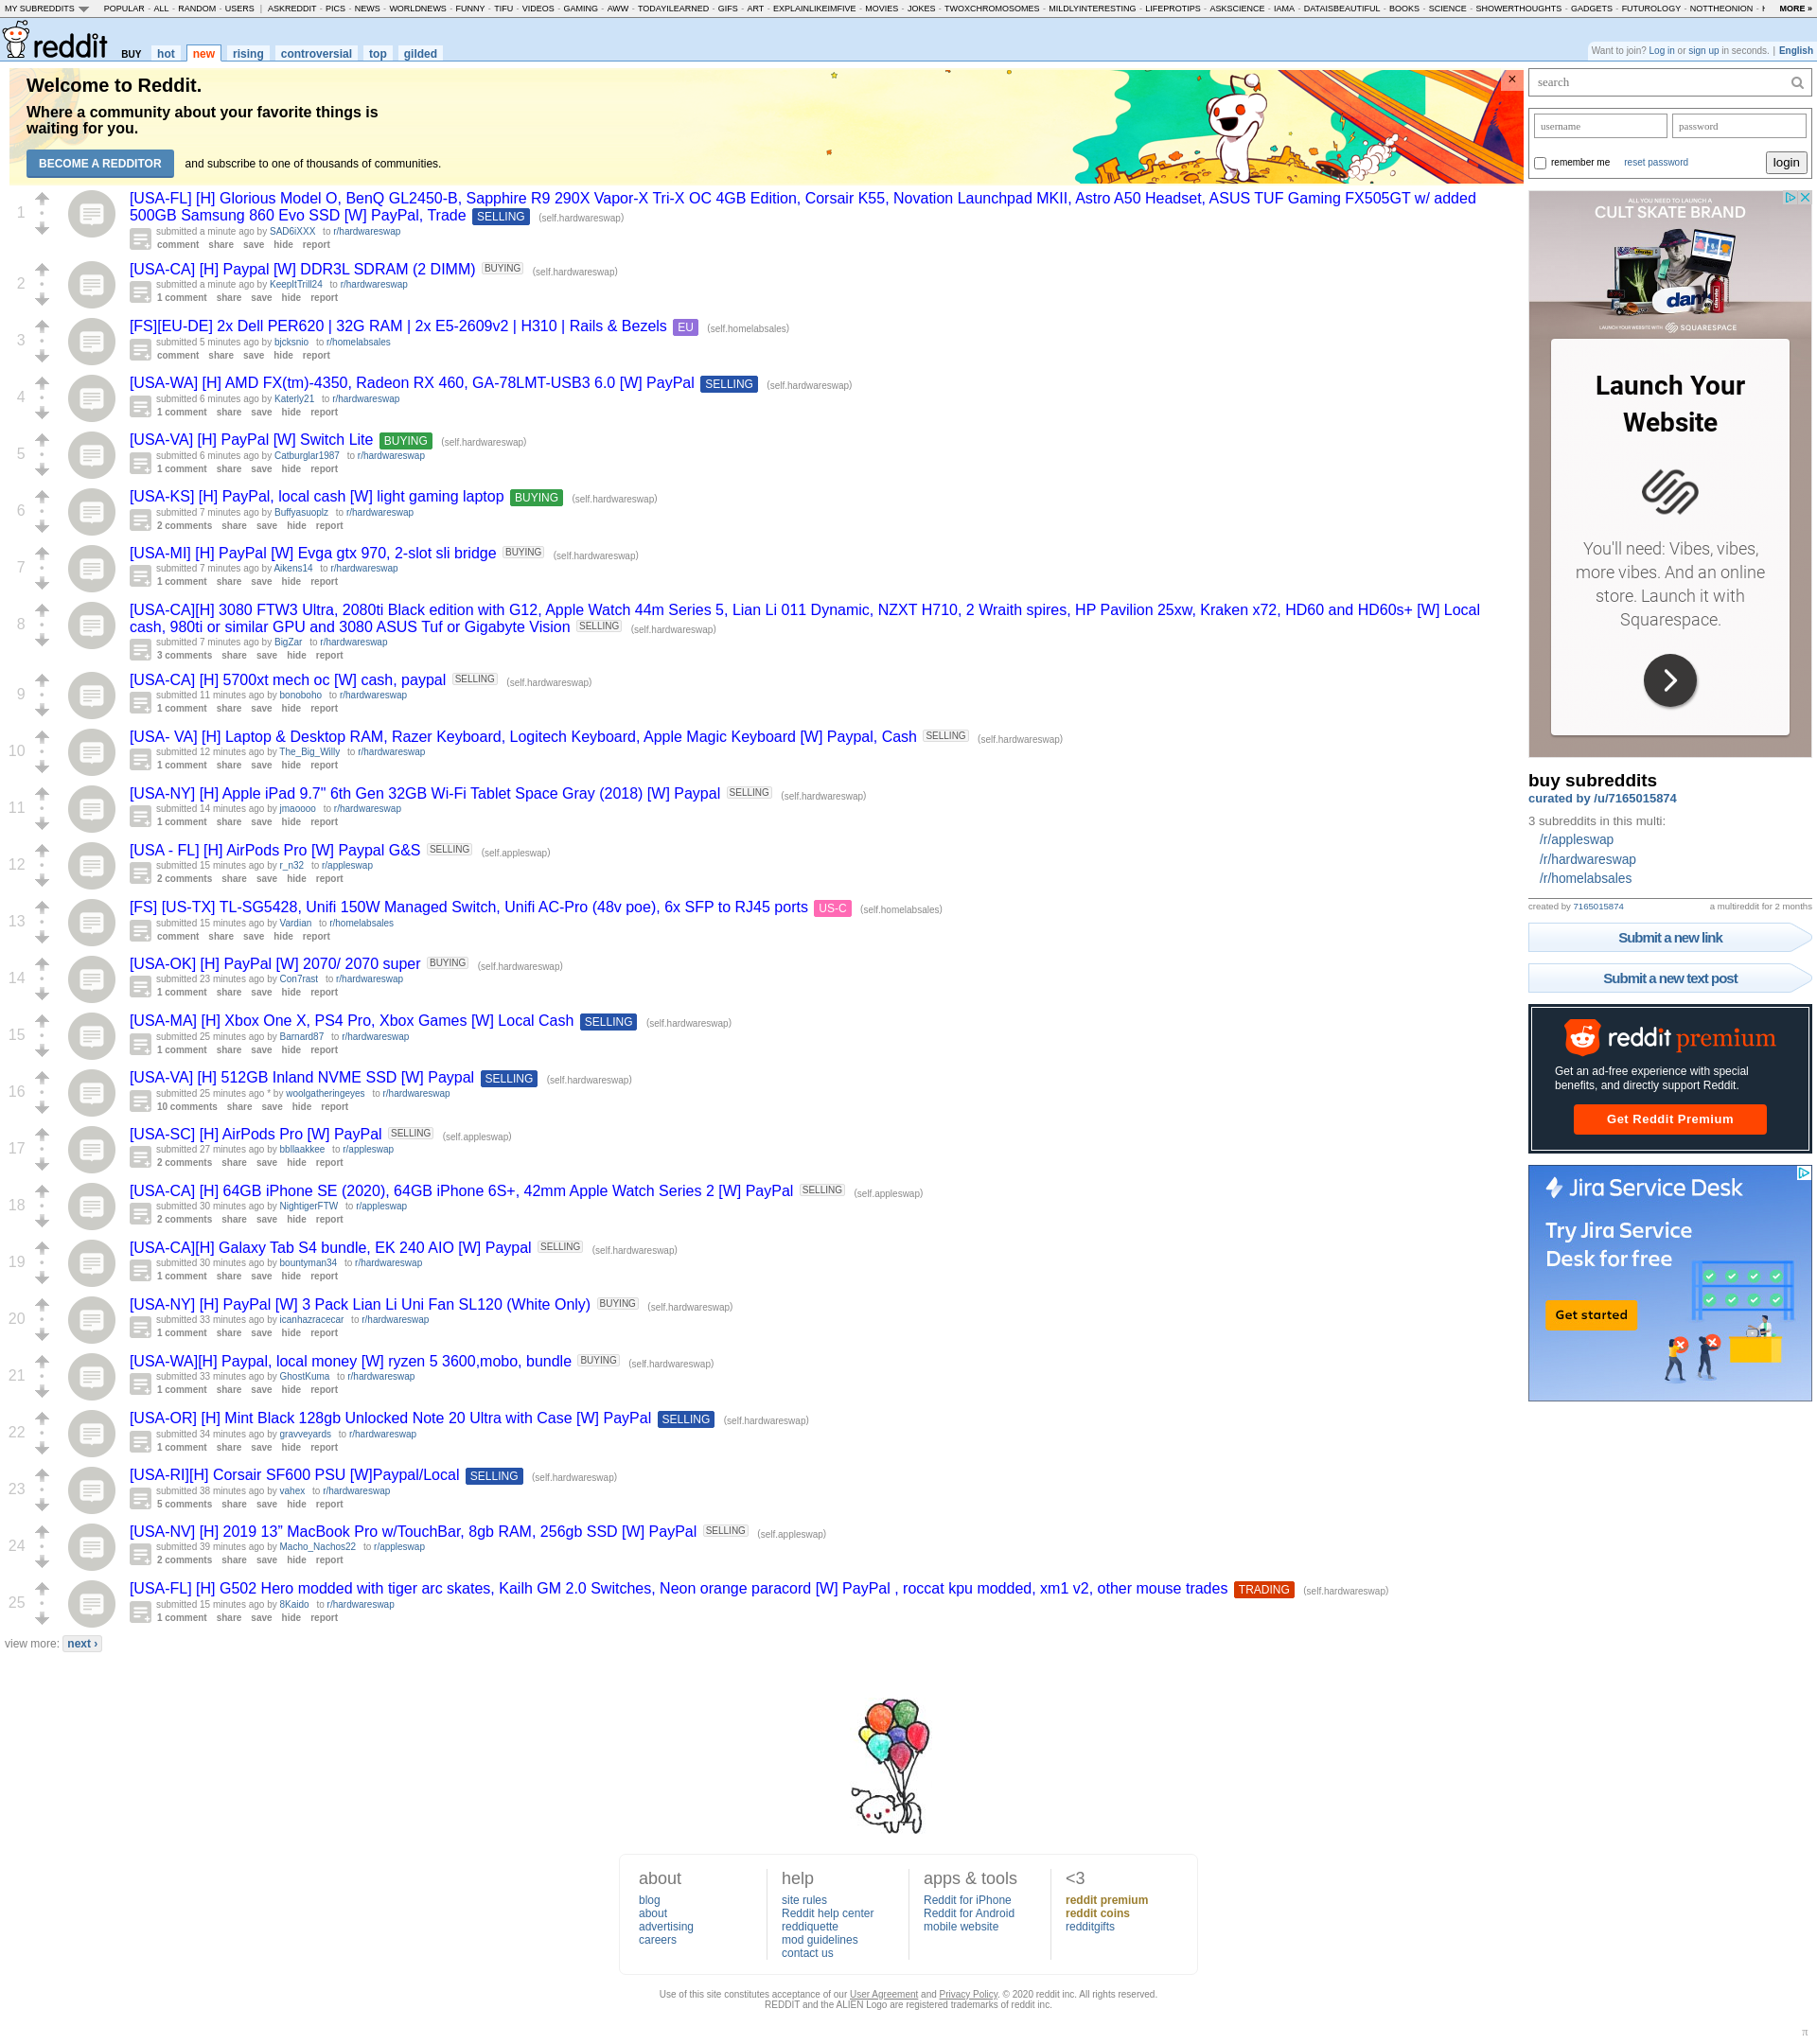 MY SUBREDDITS POPULAR - ALL - RANDOM - USERS | ASKREDDIT - PICS - NEWS - WORLDNEWS - FUNNY - TIFU - VIDEOS - GAMING - AWW - TODAYILEARNED - GIFS - ART - EXPLAINLIKEIMFIVE - MOVIES - JOKES - TWOXCHROMOSOMES - MILDLYINTERESTING - LIFEPROTIPS - ASKSCIENCE - IAMA - DATAISBEAUTIFUL - BOOKS - SCIENCE - SHOWERTHOUGHTS - GADGETS - FUTUROLOGY - NOTTHEONION - MORE »
reddit BUY hot new rising controversial top gilded
Want to join? Log in or sign up in seconds. | English
Welcome to Reddit.
Where a community about your favorite things is
waiting for you.
BECOME A REDDITOR and subscribe to one of thousands of communities.
1
[USA-FL] [H] Glorious Model O, BenQ GL2450-B, Sapphire R9 290X Vapor-X Tri-X OC 4GB Edition, Corsair K55, Novation Launchpad MKII, Astro A50 Headset, ASUS TUF Gaming FX505GT w/ added
500GB Samsung 860 Evo SSD [W] PayPal, Trade SELLING (self.hardwareswap)
submitted a minute ago by SAD6iXXX to r/hardwareswap
comment share save hide report
2
[USA-CA] [H] Paypal [W] DDR3L SDRAM (2 DIMM) BUYING (self.hardwareswap)
submitted a minute ago by KeepItTrill24 to r/hardwareswap
1 comment share save hide report
3
[FS][EU-DE] 2x Dell PER620 | 32G RAM | 2x E5-2609v2 | H310 | Rails & Bezels EU (self.homelabsales)
submitted 5 minutes ago by bjcksnio to r/homelabsales
comment share save hide report
4
[USA-WA] [H] AMD FX(tm)-4350, Radeon RX 460, GA-78LMT-USB3 6.0 [W] PayPal SELLING (self.hardwareswap)
submitted 6 minutes ago by Katerly21 to r/hardwareswap
1 comment share save hide report
5
[USA-VA] [H] PayPal [W] Switch Lite BUYING (self.hardwareswap)
submitted 6 minutes ago by Catburglar1987 to r/hardwareswap
1 comment share save hide report
6
[USA-KS] [H] PayPal, local cash [W] light gaming laptop BUYING (self.hardwareswap)
submitted 7 minutes ago by Buffyasuoplz to r/hardwareswap
2 comments share save hide report
7
[USA-MI] [H] PayPal [W] Evga gtx 970, 2-slot sli bridge BUYING (self.hardwareswap)
submitted 7 minutes ago by Aikens14 to r/hardwareswap
1 comment share save hide report
8
[USA-CA][H] 3080 FTW3 Ultra, 2080ti Black edition with G12, Apple Watch 44m Series 5, Lian Li 011 Dynamic, NZXT H710, 2 Wraith spires, HP Pavilion 25xw, Kraken x72, HD60 and HD60s+ [W] Local
cash, 980ti or similar GPU and 3080 ASUS Tuf or Gigabyte Vision SELLING (self.hardwareswap)
submitted 7 minutes ago by BigZar to r/hardwareswap
3 comments share save hide report
9
[USA-CA] [H] 5700xt mech oc [W] cash, paypal SELLING (self.hardwareswap)
submitted 11 minutes ago by bonoboho to r/hardwareswap
1 comment share save hide report
10
[USA- VA] [H] Laptop & Desktop RAM, Razer Keyboard, Logitech Keyboard, Apple Magic Keyboard [W] Paypal, Cash SELLING (self.hardwareswap)
submitted 12 minutes ago by The_Big_Willy to r/hardwareswap
1 comment share save hide report
11
[USA-NY] [H] Apple iPad 9.7" 6th Gen 32GB Wi-Fi Tablet Space Gray (2018) [W] Paypal SELLING (self.hardwareswap)
submitted 14 minutes ago by jmaoooo to r/hardwareswap
1 comment share save hide report
12
[USA - FL] [H] AirPods Pro [W] Paypal G&S SELLING (self.appleswap)
submitted 15 minutes ago by r_n32 to r/appleswap
2 comments share save hide report
13
[FS] [US-TX] TL-SG5428, Unifi 150W Managed Switch, Unifi AC-Pro (48v poe), 6x SFP to RJ45 ports US-C (self.homelabsales)
submitted 15 minutes ago by Vardian to r/homelabsales
comment share save hide report
14
[USA-OK] [H] PayPal [W] 2070/ 2070 super BUYING (self.hardwareswap)
submitted 23 minutes ago by Con7rast to r/hardwareswap
1 comment share save hide report
15
[USA-MA] [H] Xbox One X, PS4 Pro, Xbox Games [W] Local Cash SELLING (self.hardwareswap)
submitted 25 minutes ago by Barnard87 to r/hardwareswap
1 comment share save hide report
16
[USA-VA] [H] 512GB Inland NVME SSD [W] Paypal SELLING (self.hardwareswap)
submitted 25 minutes ago * by woolgatheringeyes to r/hardwareswap
10 comments share save hide report
17
[USA-SC] [H] AirPods Pro [W] PayPal SELLING (self.appleswap)
submitted 27 minutes ago by bbllaakkee to r/appleswap
2 comments share save hide report
18
[USA-CA] [H] 64GB iPhone SE (2020), 64GB iPhone 6S+, 42mm Apple Watch Series 2 [W] PayPal SELLING (self.appleswap)
submitted 30 minutes ago by NightigerFTW to r/appleswap
2 comments share save hide report
19
[USA-CA][H] Galaxy Tab S4 bundle, EK 240 AIO [W] Paypal SELLING (self.hardwareswap)
submitted 30 minutes ago by bountyman34 to r/hardwareswap
1 comment share save hide report
20
[USA-NY] [H] PayPal [W] 3 Pack Lian Li Uni Fan SL120 (White Only) BUYING (self.hardwareswap)
submitted 33 minutes ago by icanhazracecar to r/hardwareswap
1 comment share save hide report
21
[USA-WA][H] Paypal, local money [W] ryzen 5 3600,mobo, bundle BUYING (self.hardwareswap)
submitted 33 minutes ago by GhostKuma to r/hardwareswap
1 comment share save hide report
22
[USA-OR] [H] Mint Black 128gb Unlocked Note 20 Ultra with Case [W] PayPal SELLING (self.hardwareswap)
submitted 34 minutes ago by gravveyards to r/hardwareswap
1 comment share save hide report
23
[USA-RI][H] Corsair SF600 PSU [W]Paypal/Local SELLING (self.hardwareswap)
submitted 38 minutes ago by vahex to r/hardwareswap
5 comments share save hide report
24
[USA-NV] [H] 2019 13” MacBook Pro w/TouchBar, 8gb RAM, 256gb SSD [W] PayPal SELLING (self.appleswap)
submitted 39 minutes ago by Macho_Nachos22 to r/appleswap
2 comments share save hide report
25
[USA-FL] [H] G502 Hero modded with tiger arc skates, Kailh GM 2.0 Switches, Neon orange paracord [W] PayPal , roccat kpu modded, xm1 v2, other mouse trades TRADING (self.hardwareswap)
submitted 15 minutes ago by 8Kaido to r/hardwareswap
1 comment share save hide report
view more: next ›
search
username password
remember me reset password login
ALL YOU NEED TO LAUNCH A
CULT SKATE BRAND
dan
LAUNCH YOUR WEBSITE WITH SQUARESPACE
Launch Your
Website
You'll need: Vibes, vibes,
more vibes. And an online
store. Launch it with
Squarespace.
buy subreddits
curated by /u/7165015874
3 subreddits in this multi:
/r/appleswap
/r/hardwareswap
/r/homelabsales
created by 7165015874 a multireddit for 2 months
Submit a new link
Submit a new text post
reddit premium
Get an ad-free experience with special
benefits, and directly support Reddit.
Get Reddit Premium
Jira Service Desk
Try Jira Service
Desk for free
Get started
about
blog
about
advertising
careers
help
site rules
Reddit help center
reddiquette
mod guidelines
contact us
apps & tools
Reddit for iPhone
Reddit for Android
mobile website
<3
reddit premium
reddit coins
redditgifts
Use of this site constitutes acceptance of our User Agreement and Privacy Policy. © 2020 reddit inc. All rights reserved.
REDDIT and the ALIEN Logo are registered trademarks of reddit inc.
π